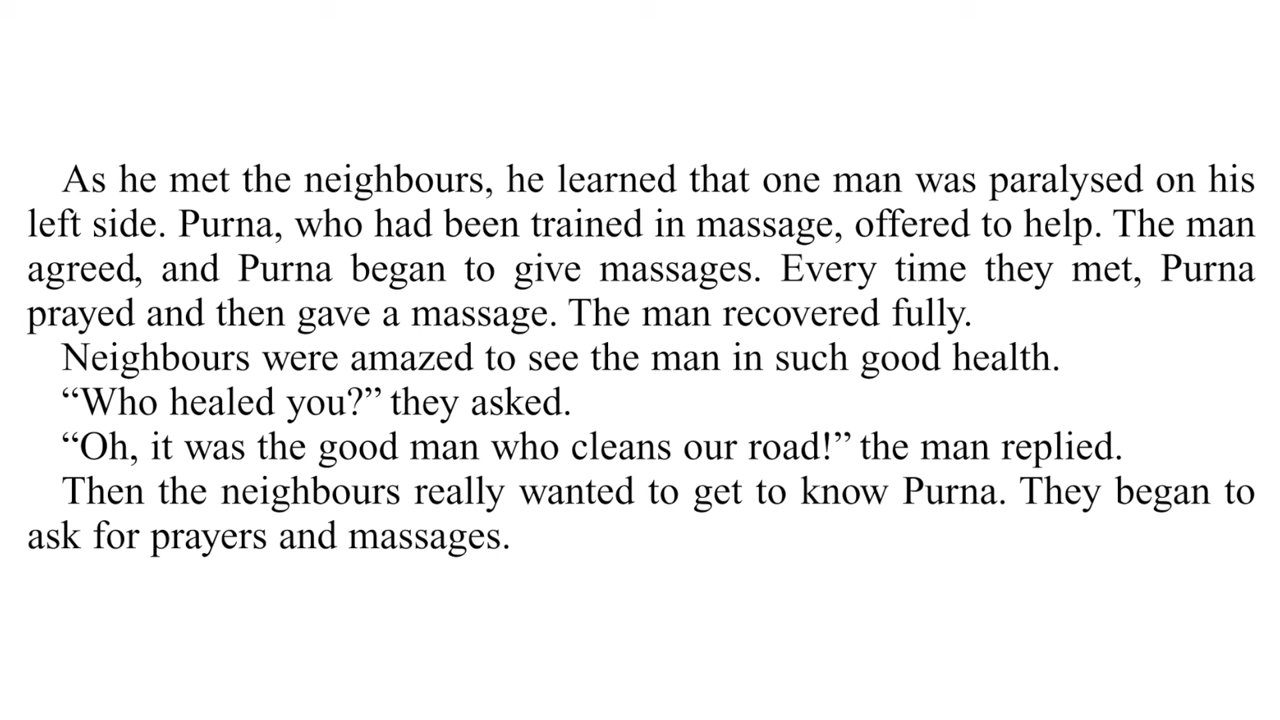 As he met the neighbours, he learned that one man was paralysed on his
left side. Purna, who had been trained in massage, offered to help. The man
agreed, and Purna began to give massages. Every time they met, Purna
prayed and then gave a massage. The man recovered fully.
Neighbours were amazed to see the man in such good health.
“Who healed you?” they asked.
“Oh, it was the good man who cleans our road!” the man replied.
Then the neighbours really wanted to get to know Purna. They began to
ask for prayers and massages.